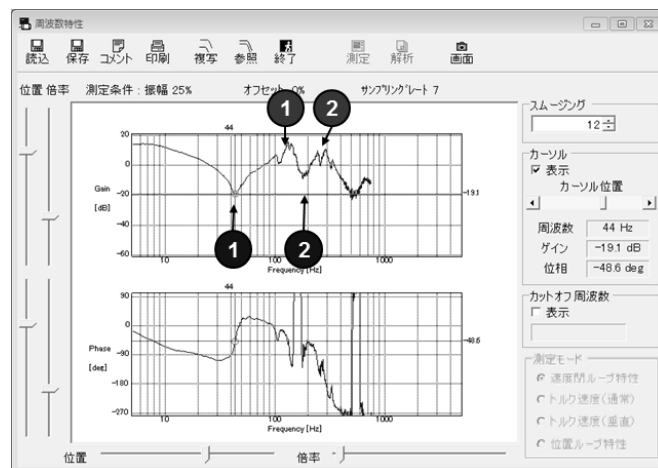 周波数特性
読込 保存 コメント 印刷 複写 参照 終了 測定 解析 画面
位置 倍率 測定条件 : 振幅 25% オフセット 0% サンプリングレート 7
スムージング
12
1 2
44
20
0
-20
-40
-60
Gain
[dB]
-19.1
1 2
10 100 1000
Frequency [Hz]
カーソル
表示
カーソル位置
周波数 44 Hz
ゲイン -19.1 dB
位相 -48.6 deg
44
90
0
-90
-180
-270
Phase
[deg]
-48.6
10 100 1000
Frequency [Hz]
カットオフ周波数
表示
測定モード
速度閉ループ特性
トルク速度(通常)
トルク速度(垂直)
位置ループ特性
位置 倍率